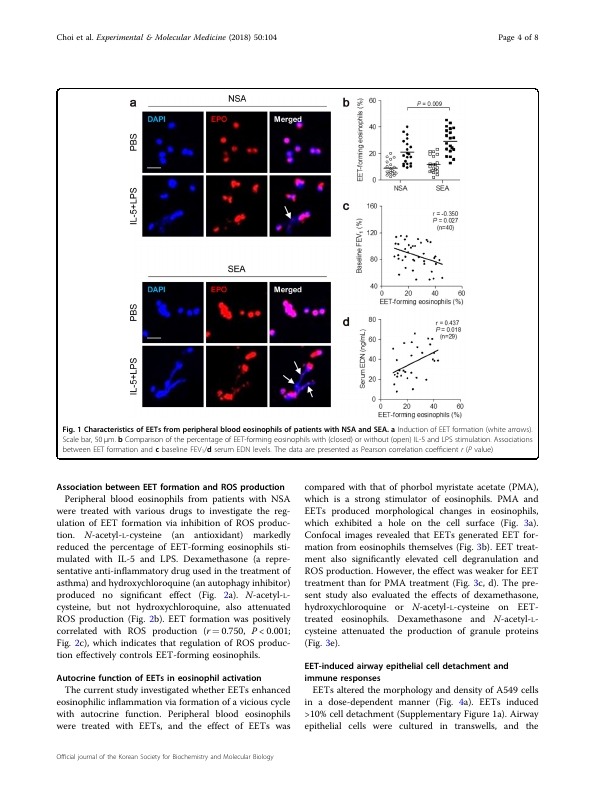 Choi et al. Experimental & Molecular Medicine (2018) 50:104
Page 4 of 8
a
NSA
DAPI
EPO
Merged
PBS
IL-5+LPS
SEA
DAPI
EPO
Merged
PBS
IL-5+LPS
b
P = 0.009
EET-forming eosinophils (%)
60
40
20
0
NSA
SEA
c
r = -0.350
P = 0.027
(n=40)
Baseline FEV₁ (%)
160
120
80
40
0
20
40
60
EET-forming eosinophils (%)
d
r = 0.437
P = 0.018
(n=29)
Serum EDN (ng/mL)
80
60
40
20
0
0
20
40
60
EET-forming eosinophils (%)
Fig. 1 Characteristics of EETs from peripheral blood eosinophils of patients with NSA and SEA. a Induction of EET formation (white arrows).
Scale bar, 50 μm. b Comparison of the percentage of EET-forming eosinophils with (closed) or without (open) IL-5 and LPS stimulation. Associations
between EET formation and c baseline FEV₁/d serum EDN levels. The data are presented as Pearson correlation coefficient r (P value)
Association between EET formation and ROS production
Peripheral blood eosinophils from patients with NSA
were treated with various drugs to investigate the reg-
ulation of EET formation via inhibition of ROS produc-
tion. N-acetyl-L-cysteine (an antioxidant) markedly
reduced the percentage of EET-forming eosinophils sti-
mulated with IL-5 and LPS. Dexamethasone (a repre-
sentative anti-inflammatory drug used in the treatment of
asthma) and hydroxychloroquine (an autophagy inhibitor)
produced no significant effect (Fig. 2a). N-acetyl-L-
cysteine, but not hydroxychloroquine, also attenuated
ROS production (Fig. 2b). EET formation was positively
correlated with ROS production (r = 0.750, P < 0.001;
Fig. 2c), which indicates that regulation of ROS produc-
tion effectively controls EET-forming eosinophils.
Autocrine function of EETs in eosinophil activation
The current study investigated whether EETs enhanced
eosinophilic inflammation via formation of a vicious cycle
with autocrine function. Peripheral blood eosinophils
were treated with EETs, and the effect of EETs was
compared with that of phorbol myristate acetate (PMA),
which is a strong stimulator of eosinophils. PMA and
EETs produced morphological changes in eosinophils,
which exhibited a hole on the cell surface (Fig. 3a).
Confocal images revealed that EETs generated EET for-
mation from eosinophils themselves (Fig. 3b). EET treat-
ment also significantly elevated cell degranulation and
ROS production. However, the effect was weaker for EET
treatment than for PMA treatment (Fig. 3c, d). The pre-
sent study also evaluated the effects of dexamethasone,
hydroxychloroquine or N-acetyl-L-cysteine on EET-
treated eosinophils. Dexamethasone and N-acetyl-L-
cysteine attenuated the production of granule proteins
(Fig. 3e).
EET-induced airway epithelial cell detachment and
immune responses
EETs altered the morphology and density of A549 cells
in a dose-dependent manner (Fig. 4a). EETs induced
>10% cell detachment (Supplementary Figure 1a). Airway
epithelial cells were cultured in transwells, and the
Official journal of the Korean Society for Biochemistry and Molecular Biology